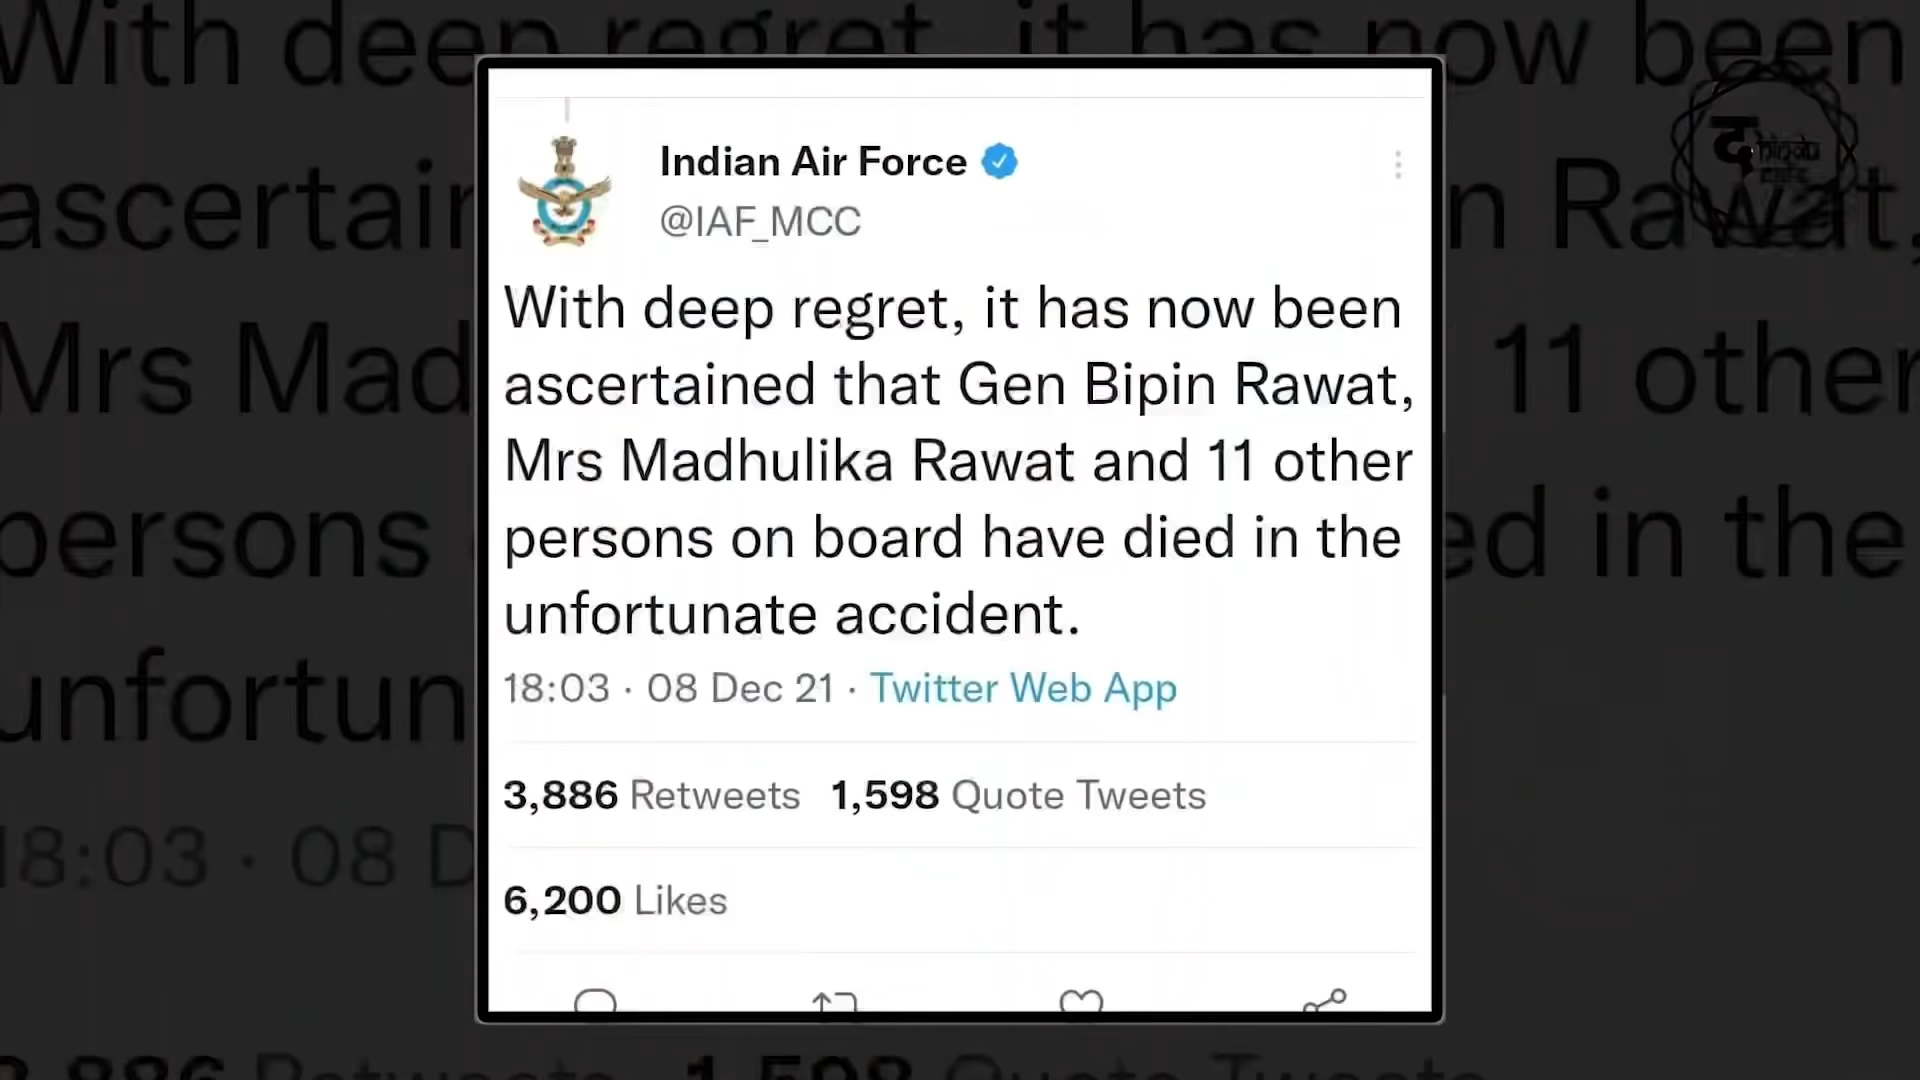 Indian Air Force
@IAF_MCC
With deep regret, it has now been
ascertained that Gen Bipin Rawat,
Mrs Madhulika Rawat and 11 other
persons on board have died in the
unfortunate accident.
18:03 · 08 Dec 21 · Twitter Web App
3,886 Retweets 1,598 Quote Tweets
6,200 Likes
द hindu